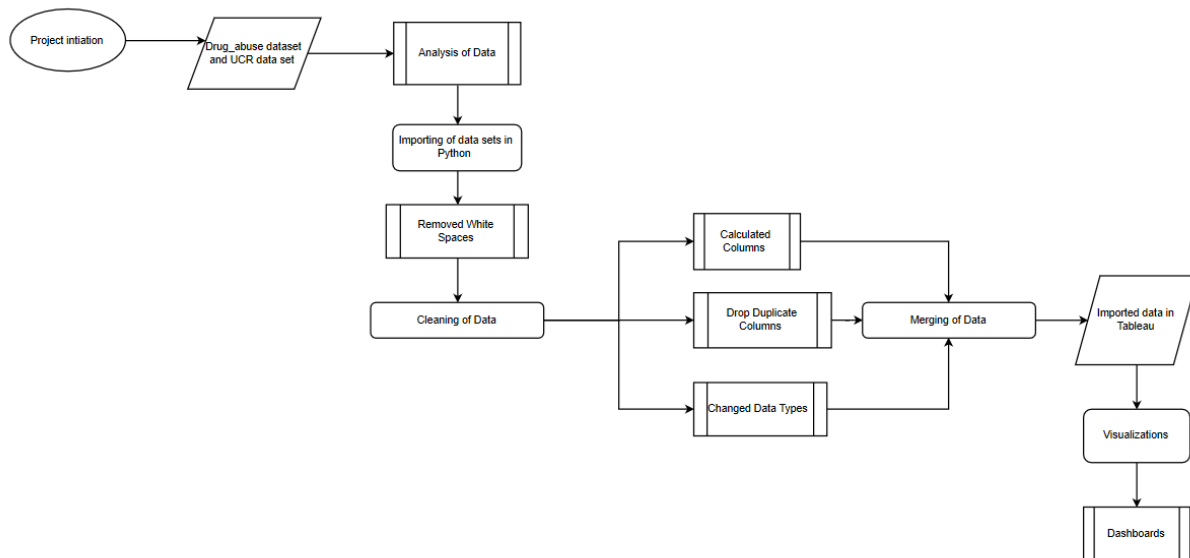 Project intiation
Drug_abuse dataset
and UCR data set
Analysis of Data
Importing of data sets in
Python
Removed White
Spaces
Cleaning of Data
Calculated
Columns
Drop Duplicate
Columns
Changed Data Types
Merging of Data
Imported data in
Tableau
Visualizations
Dashboards